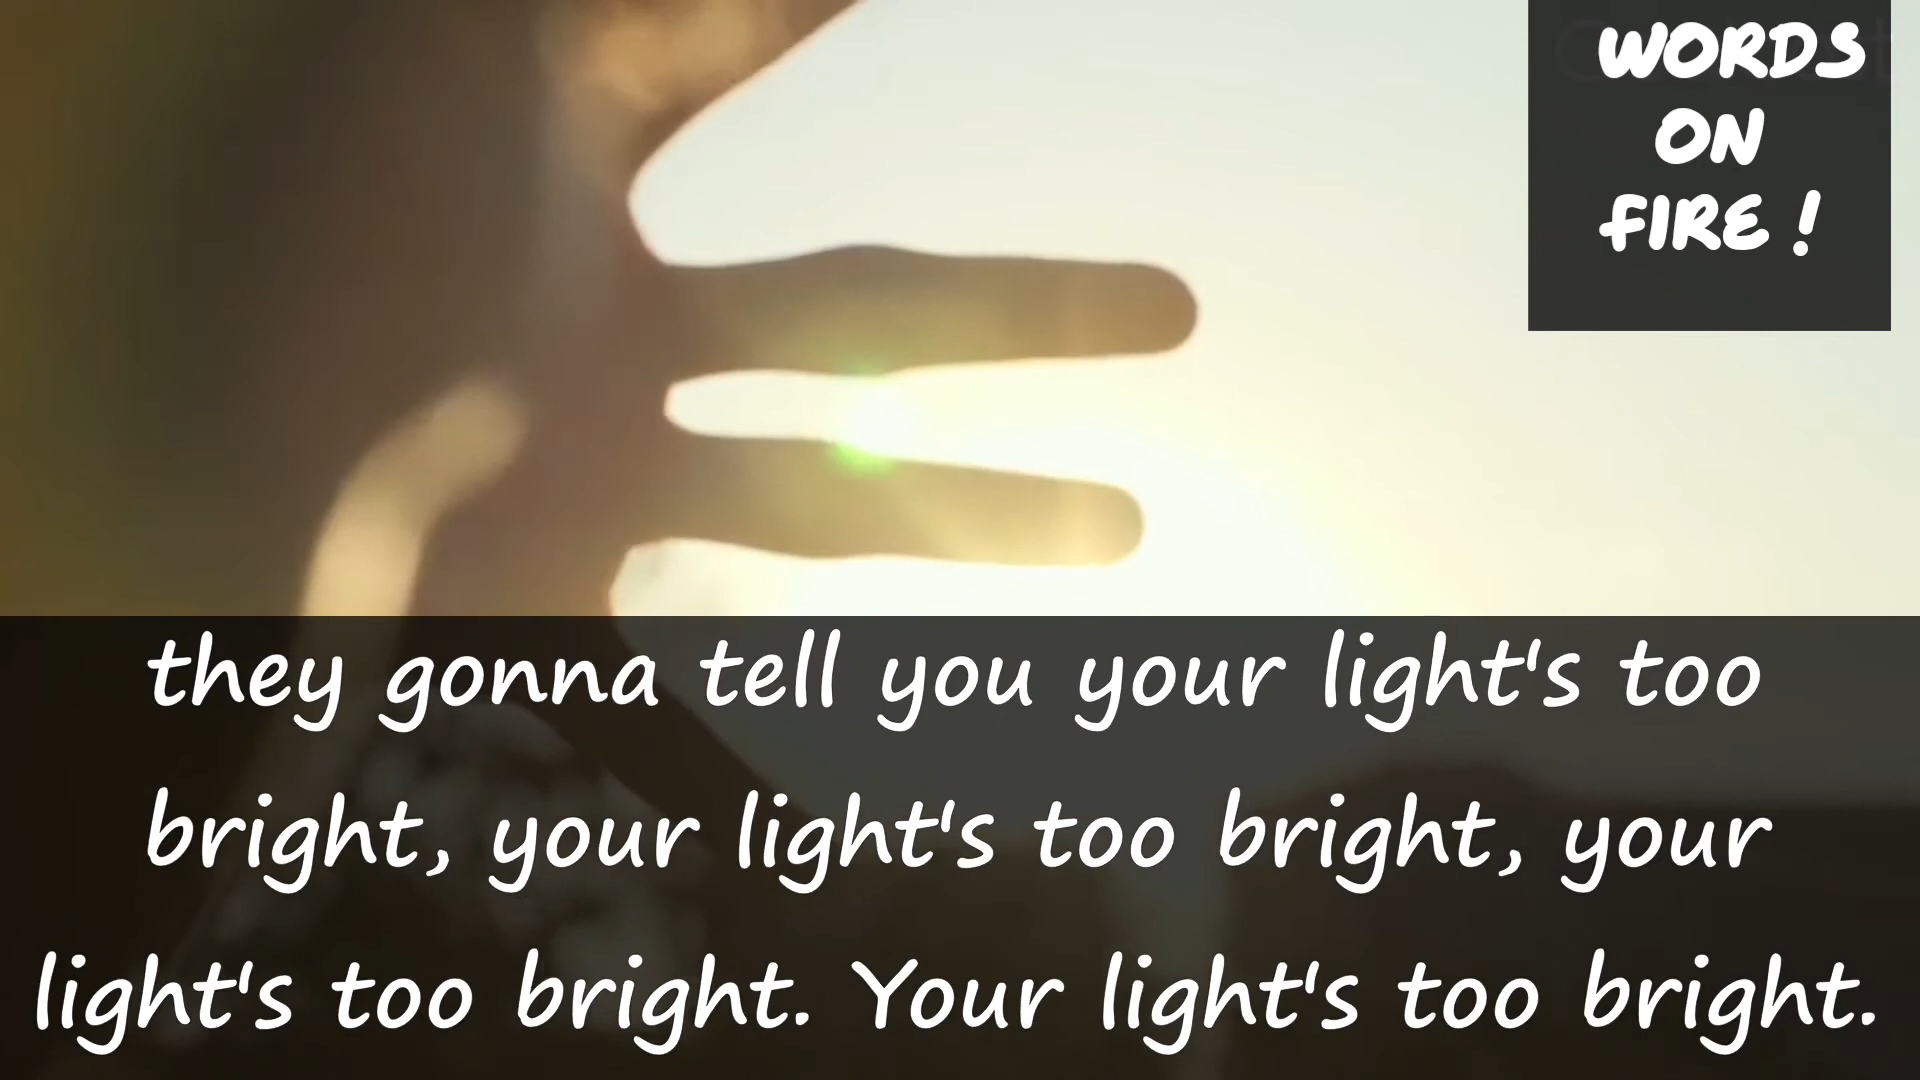 WORDS
ON
FIRE !
they gonna tell you your light's too
bright, your light's too bright, your
light's too bright. Your light's too bright.